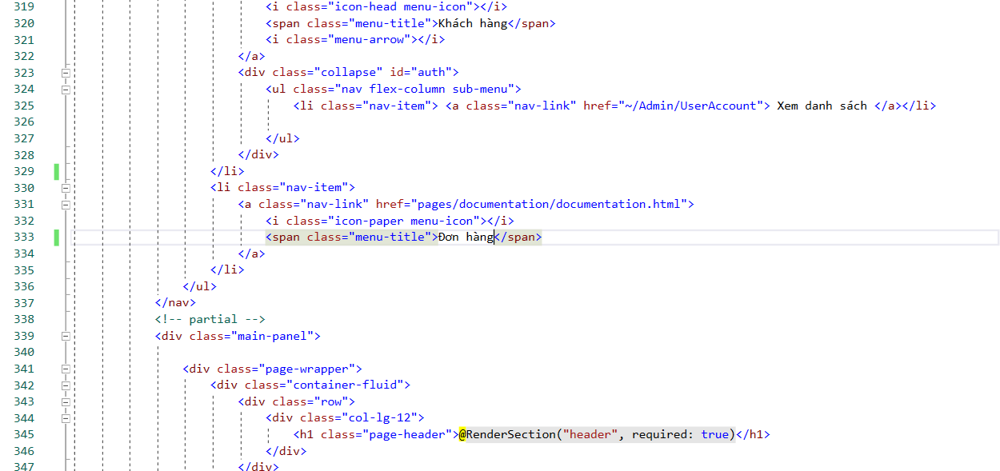 319 <i class="icon-head menu-icon"></i>
320 <span class="menu-title">Khách hàng</span>
321 <i class="menu-arrow"></i>
322 </a>
323 <div class="collapse" id="auth">
324 <ul class="nav flex-column sub-menu">
325 <li class="nav-item"> <a class="nav-link" href="~/Admin/UserAccount"> Xem danh sách </a></li>
326
327 </ul>
328 </div>
329 </li>
330 <li class="nav-item">
331 <a class="nav-link" href="pages/documentation/documentation.html">
332 <i class="icon-paper menu-icon"></i>
333 <span class="menu-title">Đơn hàng</span>
334 </a>
335 </li>
336 </ul>
337 </nav>
338 <!-- partial -->
339 <div class="main-panel">
340
341 <div class="page-wrapper">
342 <div class="container-fluid">
343 <div class="row">
344 <div class="col-lg-12">
345 <h1 class="page-header">@RenderSection("header", required: true)</h1>
346 </div>
347 </div>